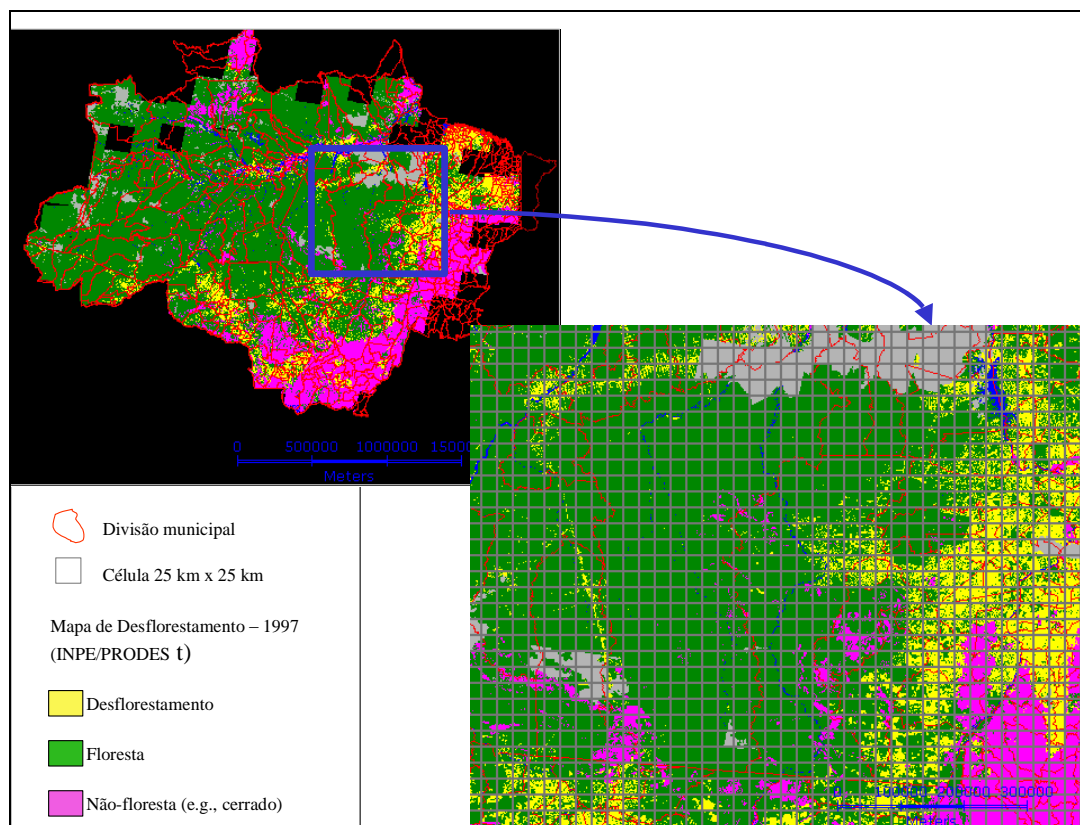 0 500000 1000000 15000
Meters
Divisão municipal
Célula 25 km x 25 km
Mapa de Desflorestamento – 1997
(INPE/PRODES t)
Desflorestamento
Floresta
Não-floresta (e.g., cerrado)
0 100000 200000 300000
Meters